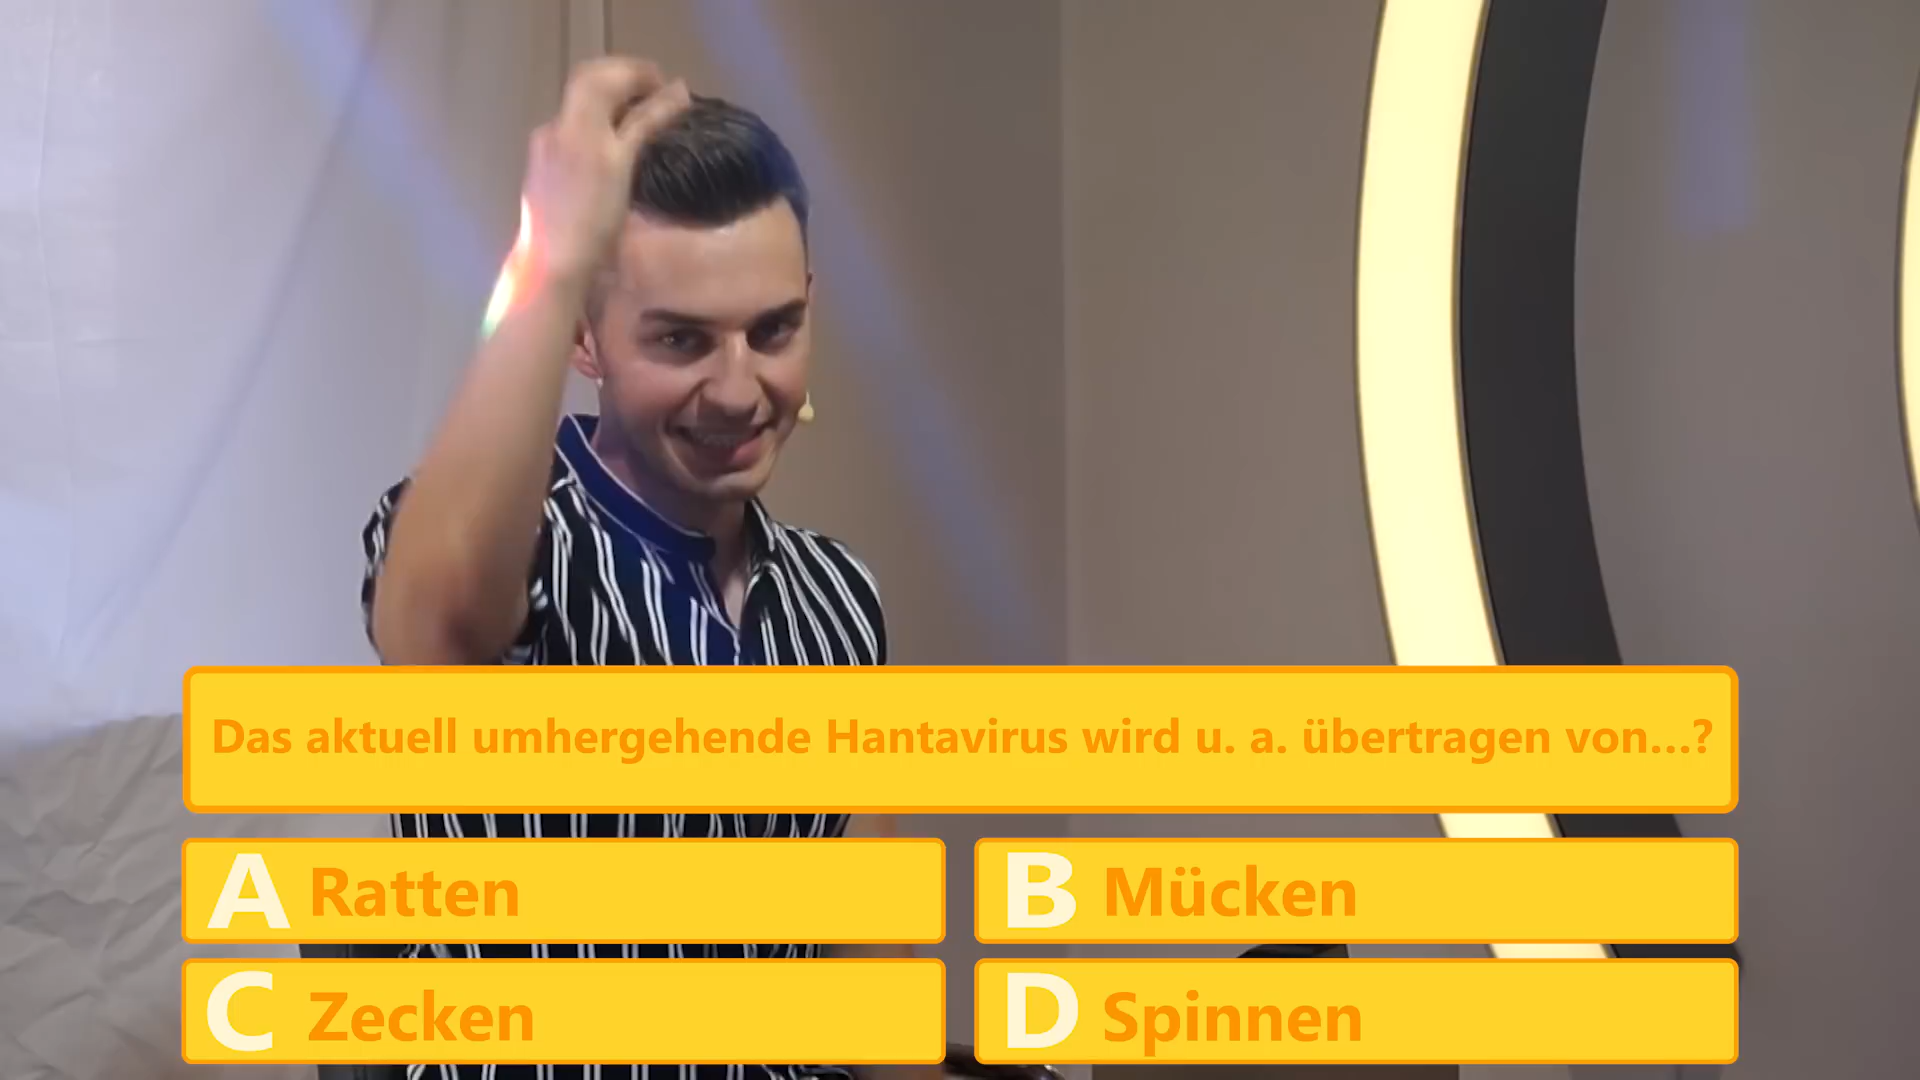 Das aktuell umhergehende Hantavirus wird u. a. übertragen von...?
A Ratten
B Mücken
C Zecken
D Spinnen